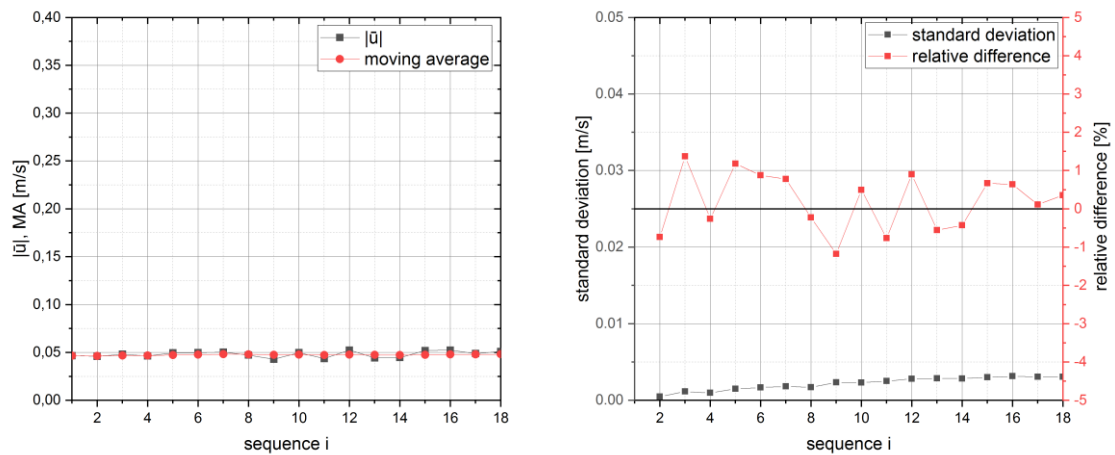 0,40
0,35
0,30
0,25
0,20
0,15
0,10
0,05
0,00
|ū|, MA [m/s]
|ū|
moving average
2 4 6 8 10 12 14 16 18
sequence i
0.05
0.04
0.03
0.02
0.01
0.00
standard deviation [m/s]
standard deviation
relative difference
5
4
3
2
1
0
-1
-2
-3
-4
-5
relative difference [%]
2 4 6 8 10 12 14 16 18
sequence i